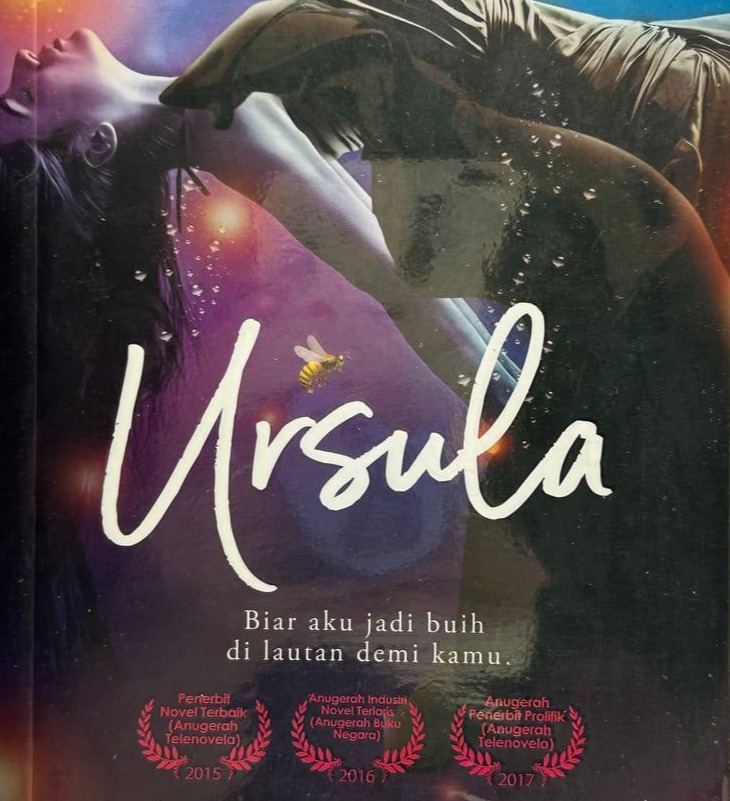 Ursula
Biar aku jadi buih
di lautan demi kamu.
Penerbit
Novel Terbaik
(Anugerah
Telenovela)
2015
Anugerah Industri
Novel Terlaris
(Anugerah Buku
Negara)
2016
Anugerah
Penerbit Prolifik
(Anugerah
Telenovela)
2017